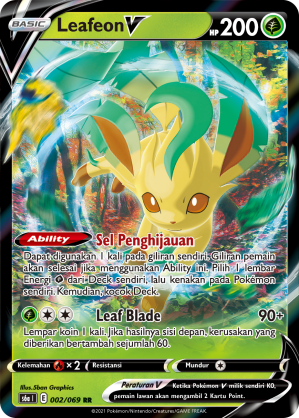 BASIC Leafeon V HP 200
Ability Sel Penghijauan
Dapat digunakan 1 kali pada giliran sendiri. Giliran pemain
akan selesai jika menggunakan Ability ini. Pilih 1 lembar
Energi dari Deck sendiri, lalu kenakan pada Pokémon
sendiri. Kemudian, kocok Deck.
Leaf Blade 90+
Lempar koin 1 kali. Jika hasilnya sisi depan, kerusakan yang
diberikan bertambah sejumlah 60.
Kelemahan × 2 Resistansi Mundur
Illus. 5ban Graphics
s6a I E 002/069 RR
Peraturan V Ketika Pokémon V milik sendiri KO,
pemain lawan akan mengambil 2 Kartu Point.
©2021 Pokémon/Nintendo/Creatures/GAME FREAK.